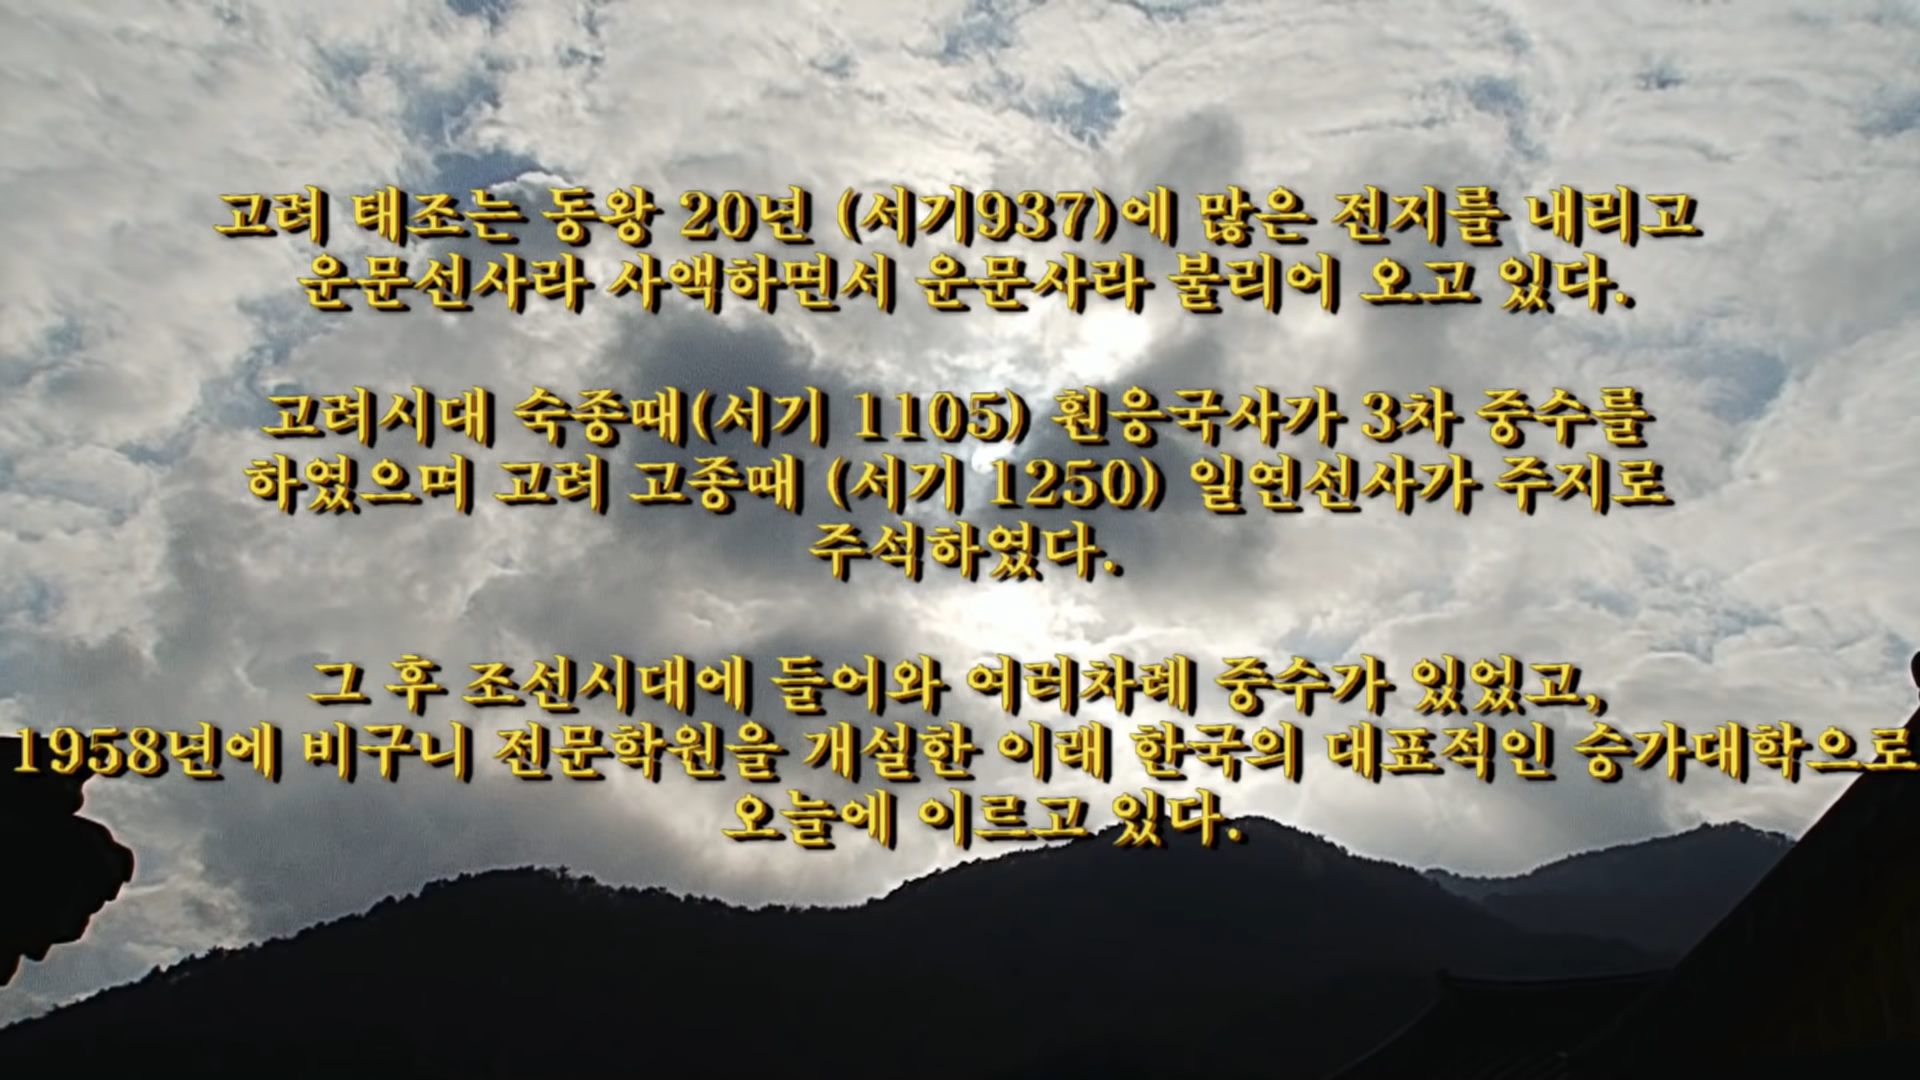 고려 태조는 동왕 20년 (서기937)에 많은 전지를 내리고
운문선사라 사액하면서 운문사라 불리어 오고 있다.
고려시대 숙종때(서기 1105) 훤응국사가 3차 중수를
하였으며 고려 고종때 (서기 1250) 일연선사가 주지로
주석하였다.
그 후 조선시대에 들어와 여러차례 중수가 있었고,
1958년에 비구니 전문학원을 개설한 이래 한국의 대표적인 승가대학으로
오늘에 이르고 있다.